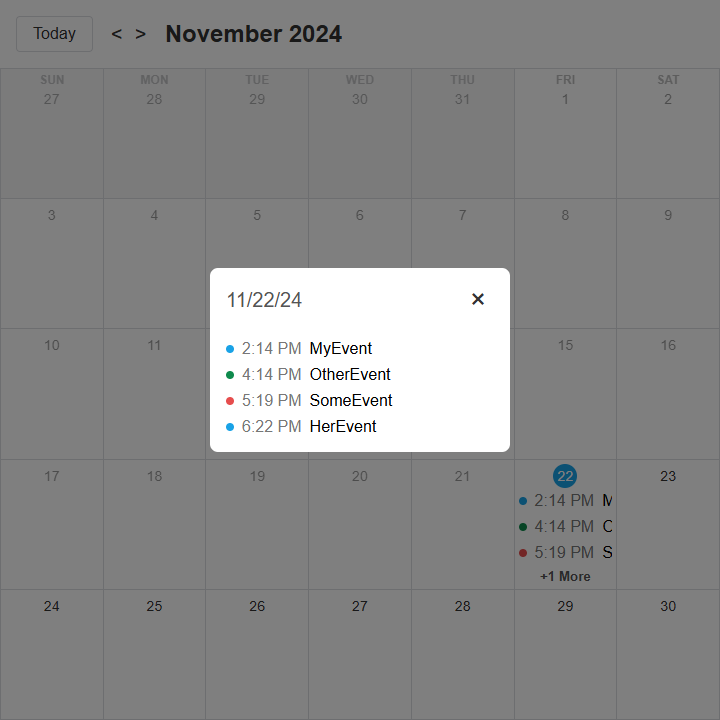 Today < > November 2024
SUN MON TUE WED THU FRI SAT
27 28 29 30 31 1 2
3 4 5 6 7 8 9
11/22/24 ×
10 11 15 16
2:14 PM MyEvent
4:14 PM OtherEvent
5:19 PM SomeEvent
6:22 PM HerEvent
17 18 19 20 21 22 23
2:14 PM M
4:14 PM O
5:19 PM S
+1 More
24 25 26 27 28 29 30